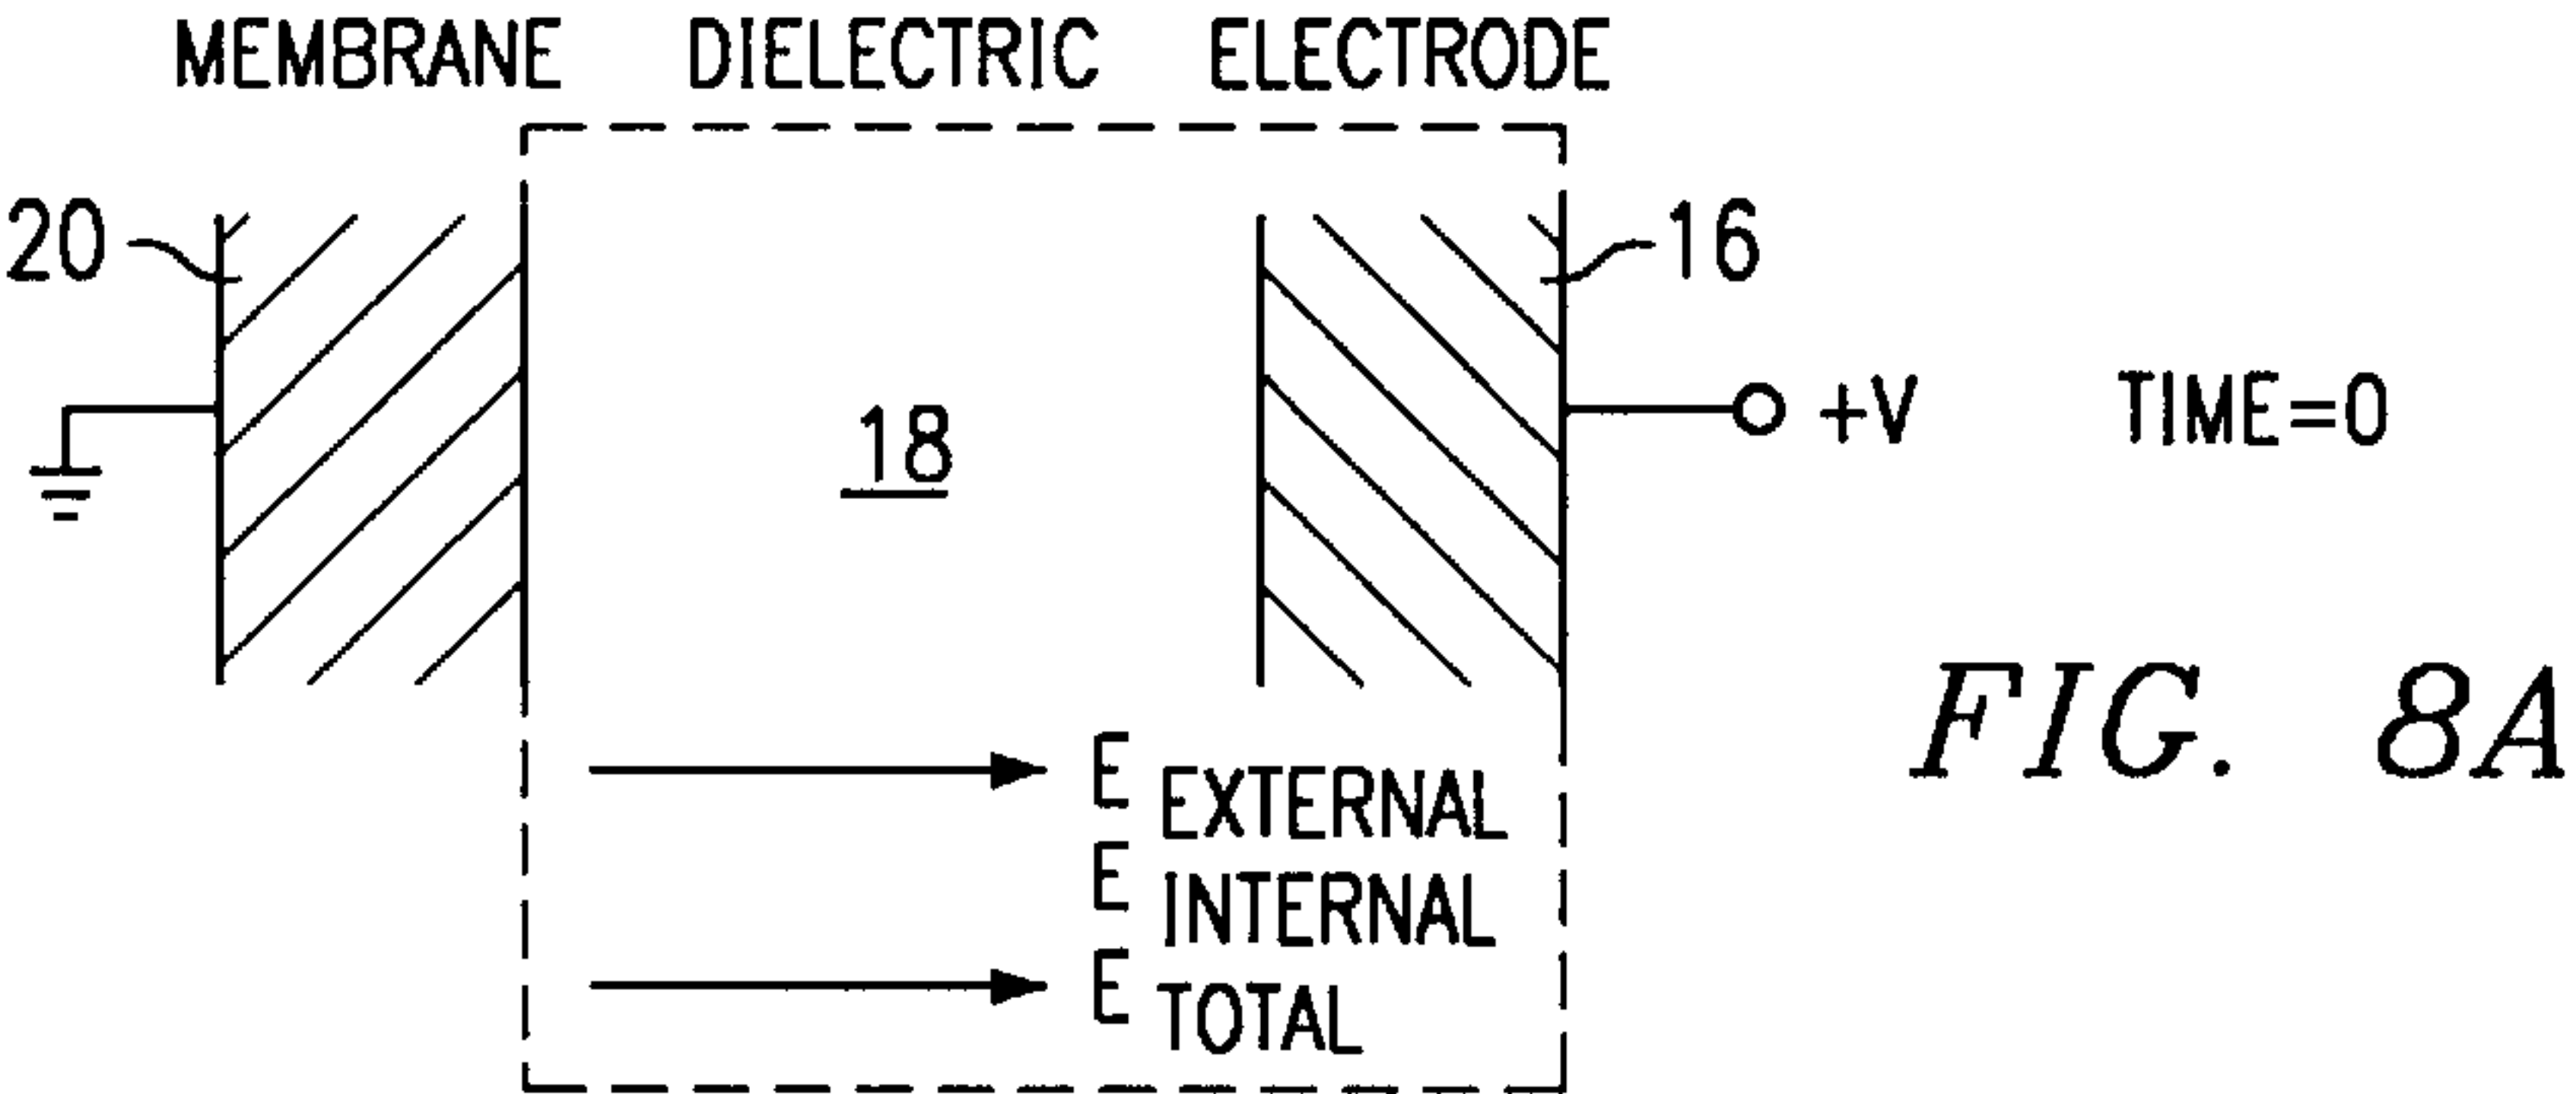 MEMBRANE DIELECTRIC ELECTRODE
20
16
18
+V
TIME=0
E EXTERNAL
E INTERNAL
E TOTAL
FIG. 8A